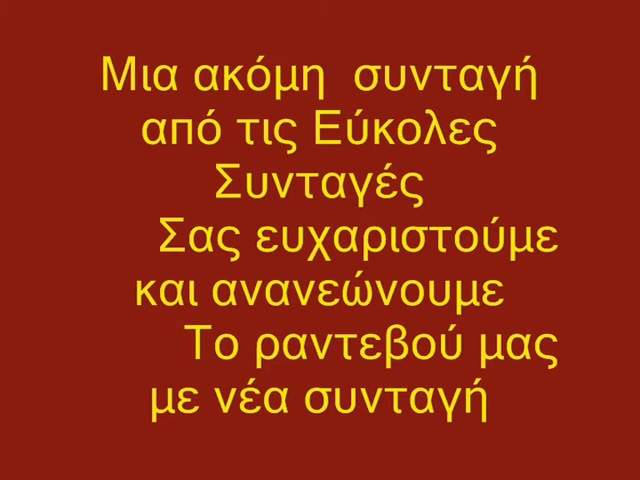 Μια ακόμη συνταγή
από τις Εύκολες
Συνταγές
Σας ευχαριστούμε
και ανανεώνουμε
Το ραντεβού μας
με νέα συνταγή